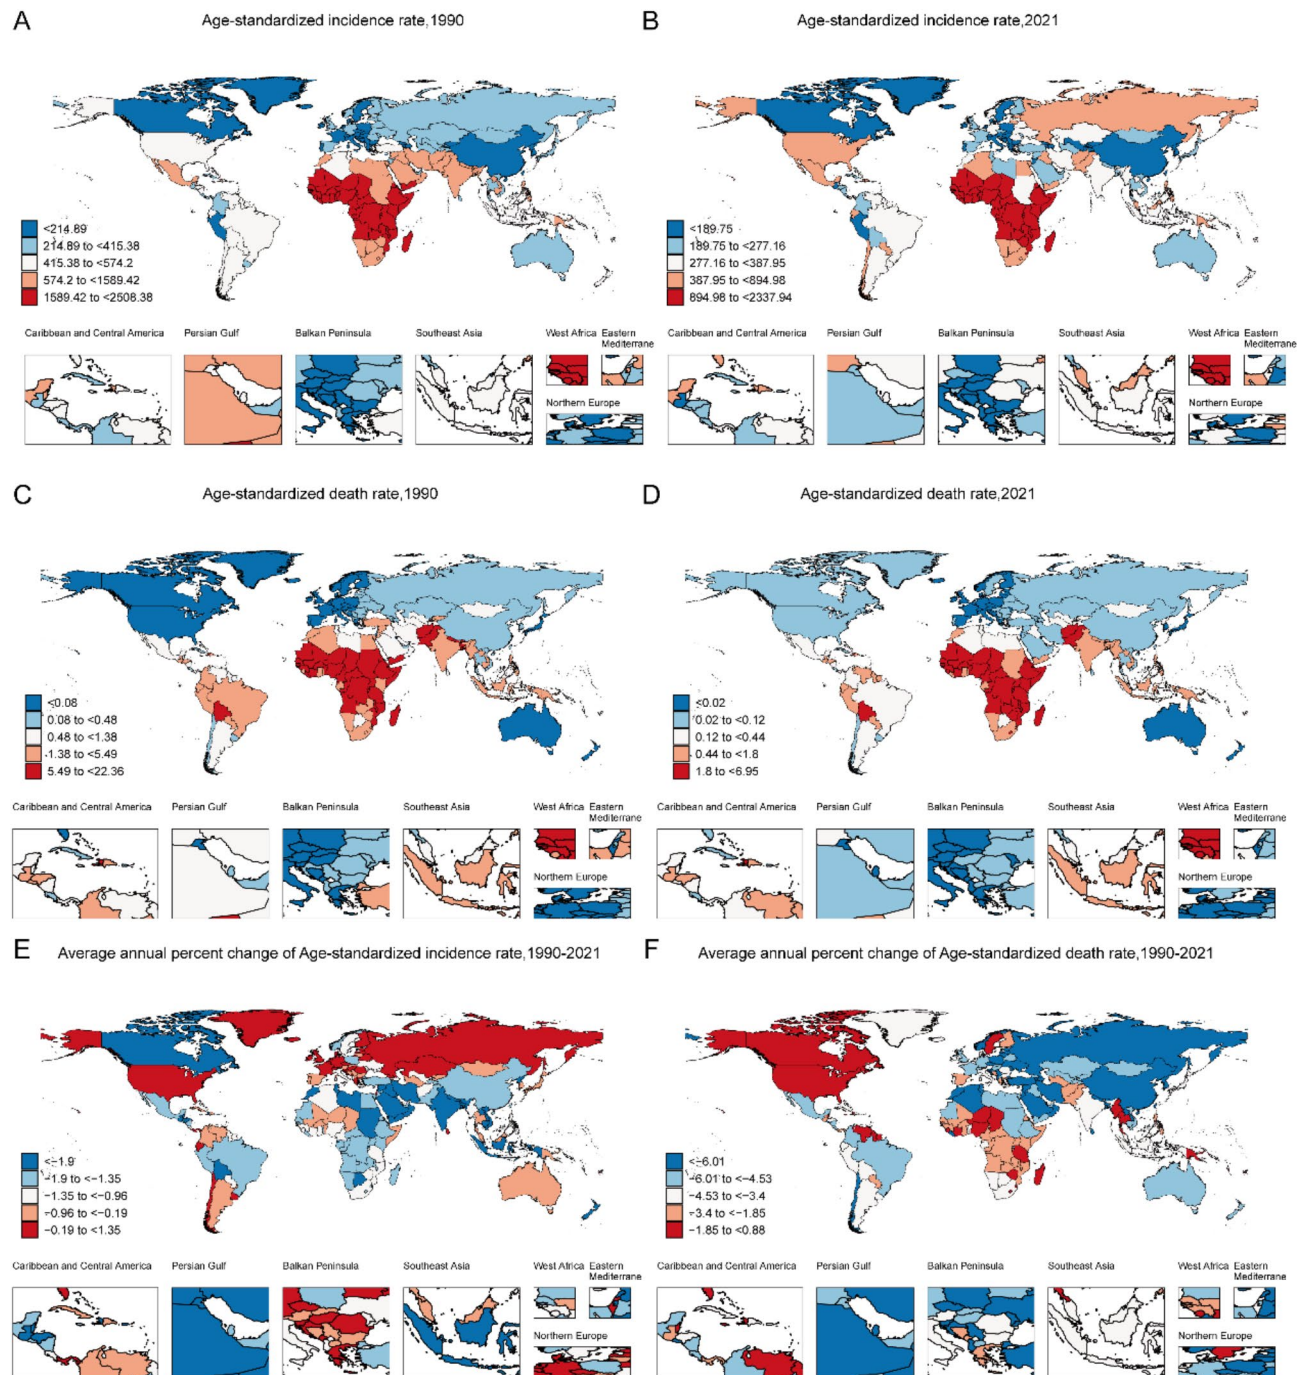 A Age-standardized incidence rate,1990
<214.89
214.89 to <415.38
415.38 to <574.2
574.2 to <1589.42
1589.42 to <2508.38
Caribbean and Central America Persian Gulf Balkan Peninsula Southeast Asia West Africa Eastern
Mediterrane
Northern Europe
B Age-standardized incidence rate,2021
<189.75
189.75 to <277.16
277.16 to <387.95
387.95 to <894.98
894.98 to <2337.94
Caribbean and Central America Persian Gulf Balkan Peninsula Southeast Asia West Africa Eastern
Mediterrane
Northern Europe
C Age-standardized death rate,1990
<0.08
0.08 to <0.48
0.48 to <1.38
1.38 to <5.49
5.49 to <22.36
Caribbean and Central America Persian Gulf Balkan Peninsula Southeast Asia West Africa Eastern
Mediterrane
Northern Europe
D Age-standardized death rate,2021
<0.02
0.02 to <0.12
0.12 to <0.44
0.44 to <1.8
1.8 to <6.95
Caribbean and Central America Persian Gulf Balkan Peninsula Southeast Asia West Africa Eastern
Mediterrane
Northern Europe
E Average annual percent change of Age-standardized incidence rate,1990-2021
<−1.9
−1.9 to <−1.35
−1.35 to <−0.96
−0.96 to <−0.19
−0.19 to <1.35
Caribbean and Central America Persian Gulf Balkan Peninsula Southeast Asia West Africa Eastern
Mediterrane
Northern Europe
F Average annual percent change of Age-standardized death rate,1990-2021
<−6.01
−6.01 to <−4.53
−4.53 to <−3.4
−3.4 to <−1.85
−1.85 to <0.88
Caribbean and Central America Persian Gulf Balkan Peninsula Southeast Asia West Africa Eastern
Mediterrane
Northern Europe